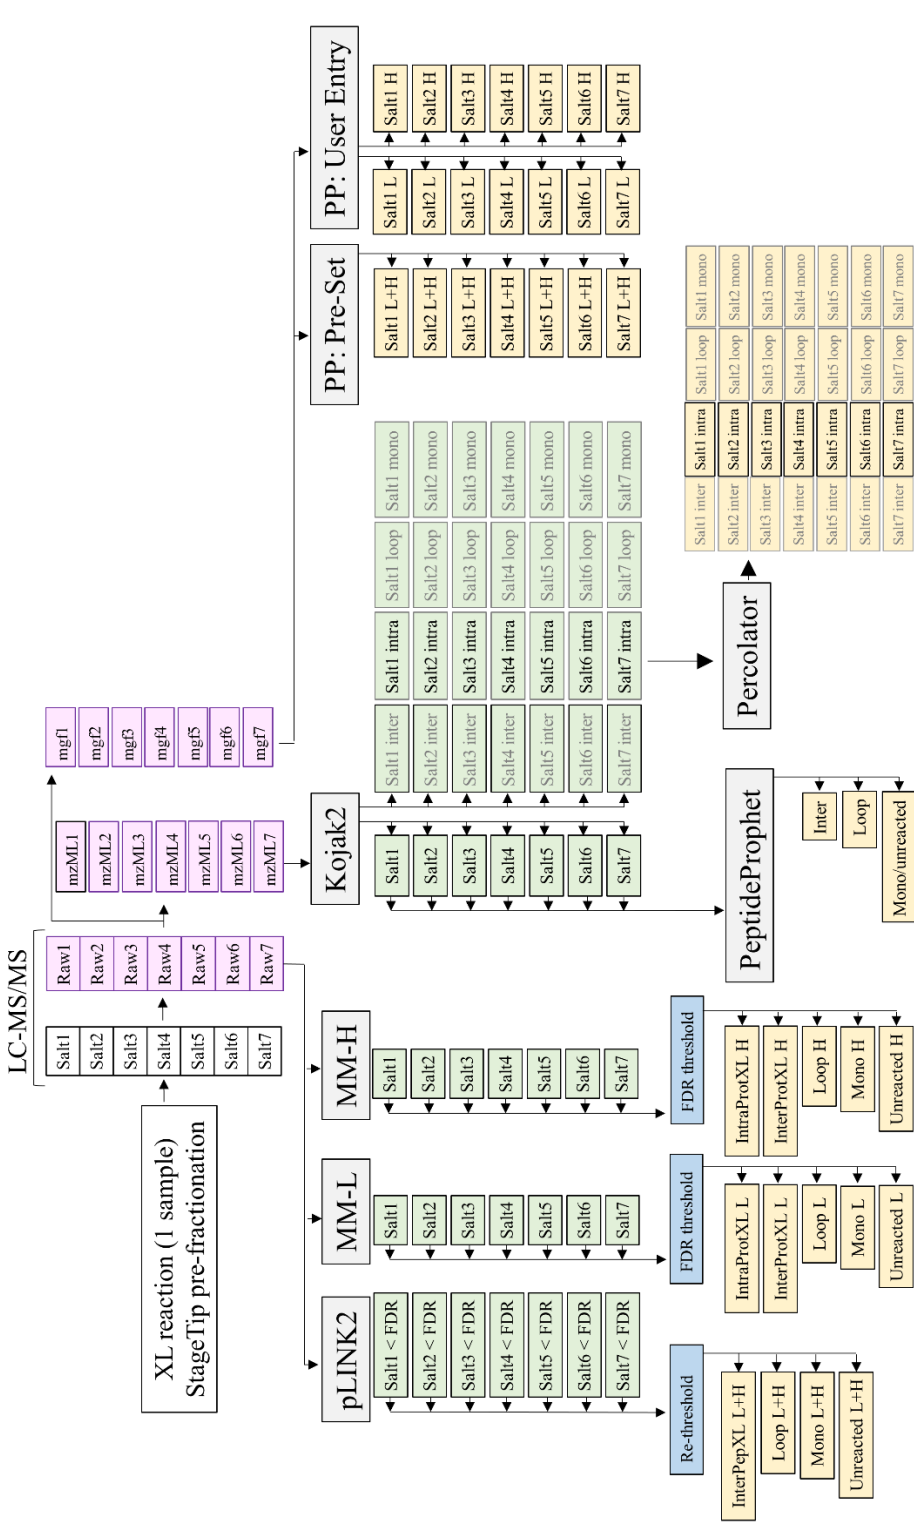 LC-MS/MS
XL reaction (1 sample)
StageTip pre-fractionation
Salt1
Salt2
Salt3
Salt4
Salt5
Salt6
Salt7
Raw1
Raw2
Raw3
Raw4
Raw5
Raw6
Raw7
mzML1
mzML2
mzML3
mzML4
mzML5
mzML6
mzML7
mgf1
mgf2
mgf3
mgf4
mgf5
mgf6
mgf7
pLINK2
Salt1 < FDR
Salt2 < FDR
Salt3 < FDR
Salt4 < FDR
Salt5 < FDR
Salt6 < FDR
Salt7 < FDR
Re-threshold
InterPepXL L+H
Loop L+H
Mono L+H
Unreacted L+H
MM-L
Salt1
Salt2
Salt3
Salt4
Salt5
Salt6
Salt7
FDR threshold
IntraProtXL L
InterProtXL L
Loop L
Mono L
Unreacted L
MM-H
Salt1
Salt2
Salt3
Salt4
Salt5
Salt6
Salt7
FDR threshold
IntraProtXL H
InterProtXL H
Loop H
Mono H
Unreacted H
Kojak2
Salt1
Salt2
Salt3
Salt4
Salt5
Salt6
Salt7
Salt1 inter
Salt2 inter
Salt3 inter
Salt4 inter
Salt5 inter
Salt6 inter
Salt7 inter
Salt1 intra
Salt2 intra
Salt3 intra
Salt4 intra
Salt5 intra
Salt6 intra
Salt7 intra
Salt1 loop
Salt2 loop
Salt3 loop
Salt4 loop
Salt5 loop
Salt6 loop
Salt7 loop
Salt1 mono
Salt2 mono
Salt3 mono
Salt4 mono
Salt5 mono
Salt6 mono
Salt7 mono
PeptideProphet
Inter
Loop
Mono/unreacted
Percolator
Salt1 inter
Salt2 inter
Salt3 inter
Salt4 inter
Salt5 inter
Salt6 inter
Salt7 inter
Salt1 intra
Salt2 intra
Salt3 intra
Salt4 intra
Salt5 intra
Salt6 intra
Salt7 intra
Salt1 loop
Salt2 loop
Salt3 loop
Salt4 loop
Salt5 loop
Salt6 loop
Salt7 loop
Salt1 mono
Salt2 mono
Salt3 mono
Salt4 mono
Salt5 mono
Salt6 mono
Salt7 mono
PP: Pre-Set
Salt1 L+H
Salt2 L+H
Salt3 L+H
Salt4 L+H
Salt5 L+H
Salt6 L+H
Salt7 L+H
PP: User Entry
Salt1 L
Salt2 L
Salt3 L
Salt4 L
Salt5 L
Salt6 L
Salt7 L
Salt1 H
Salt2 H
Salt3 H
Salt4 H
Salt5 H
Salt6 H
Salt7 H